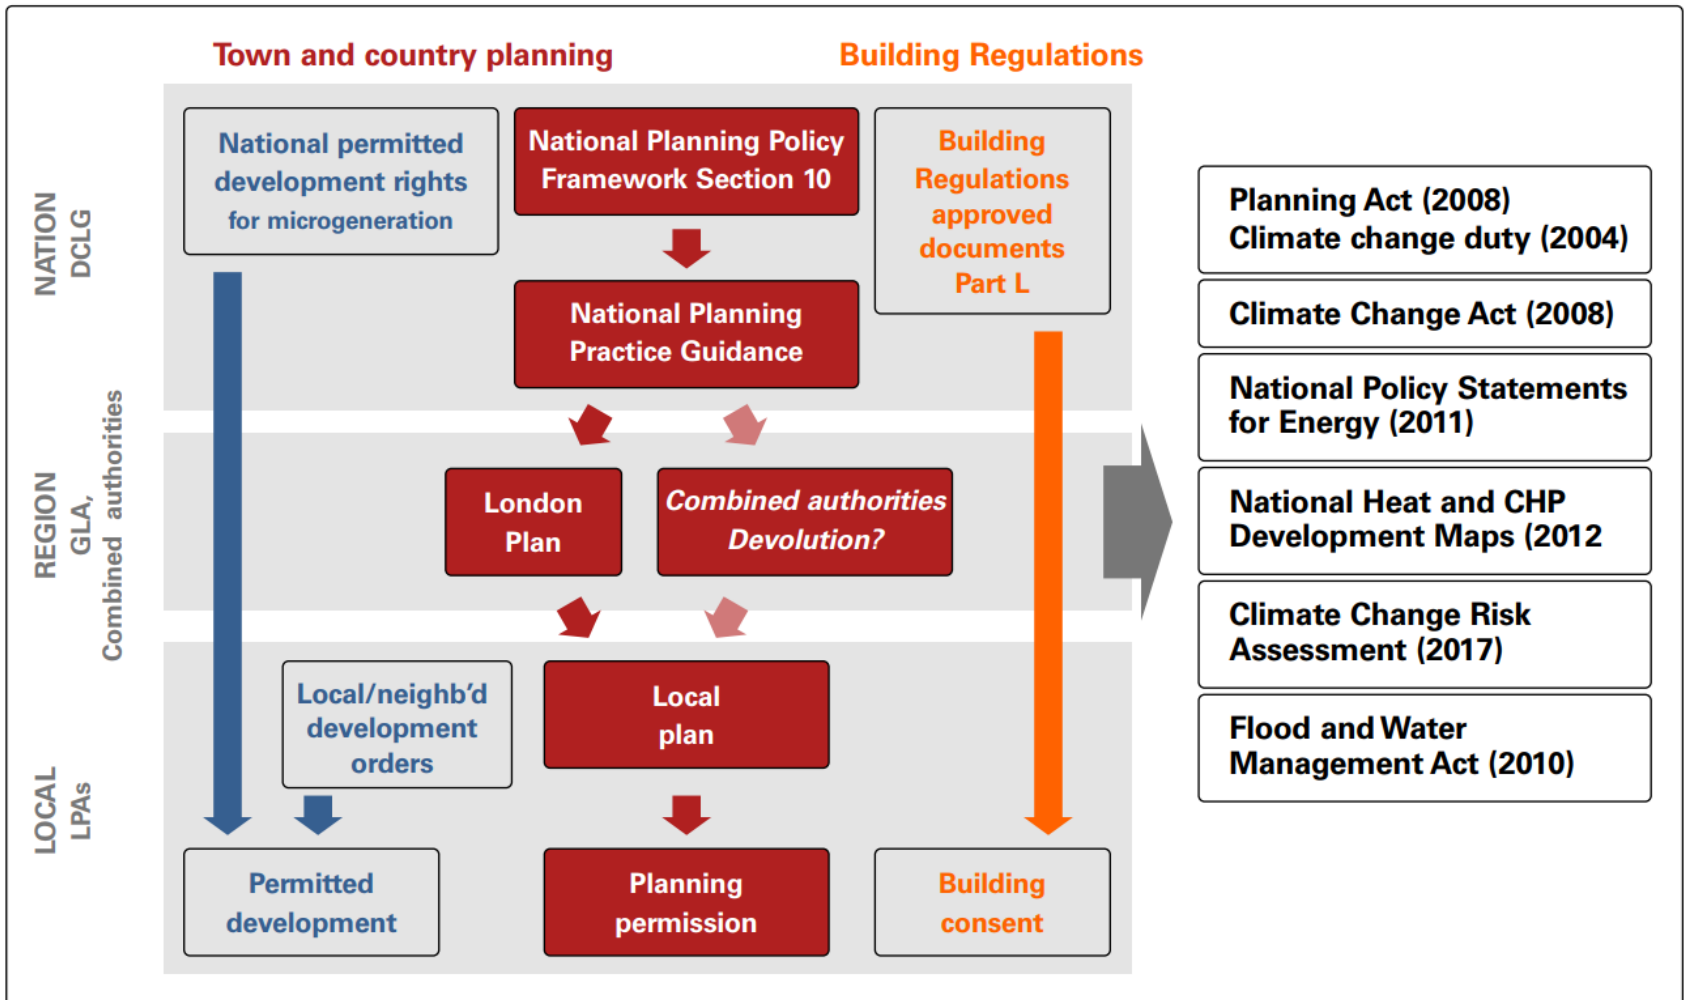 Town and country planning
Building Regulations
NATION
DCLG
National permitted
development rights
for microgeneration
National Planning Policy
Framework Section 10
Building
Regulations
approved
documents
Part L
National Planning
Practice Guidance
REGION
GLA,
Combined authorities
London
Plan
Combined authorities
Devolution?
LOCAL
LPAs
Local/neighb’d
development
orders
Local
plan
Permitted
development
Planning
permission
Building
consent
Planning Act (2008)
Climate change duty (2004)
Climate Change Act (2008)
National Policy Statements
for Energy (2011)
National Heat and CHP
Development Maps (2012
Climate Change Risk
Assessment (2017)
Flood and Water
Management Act (2010)